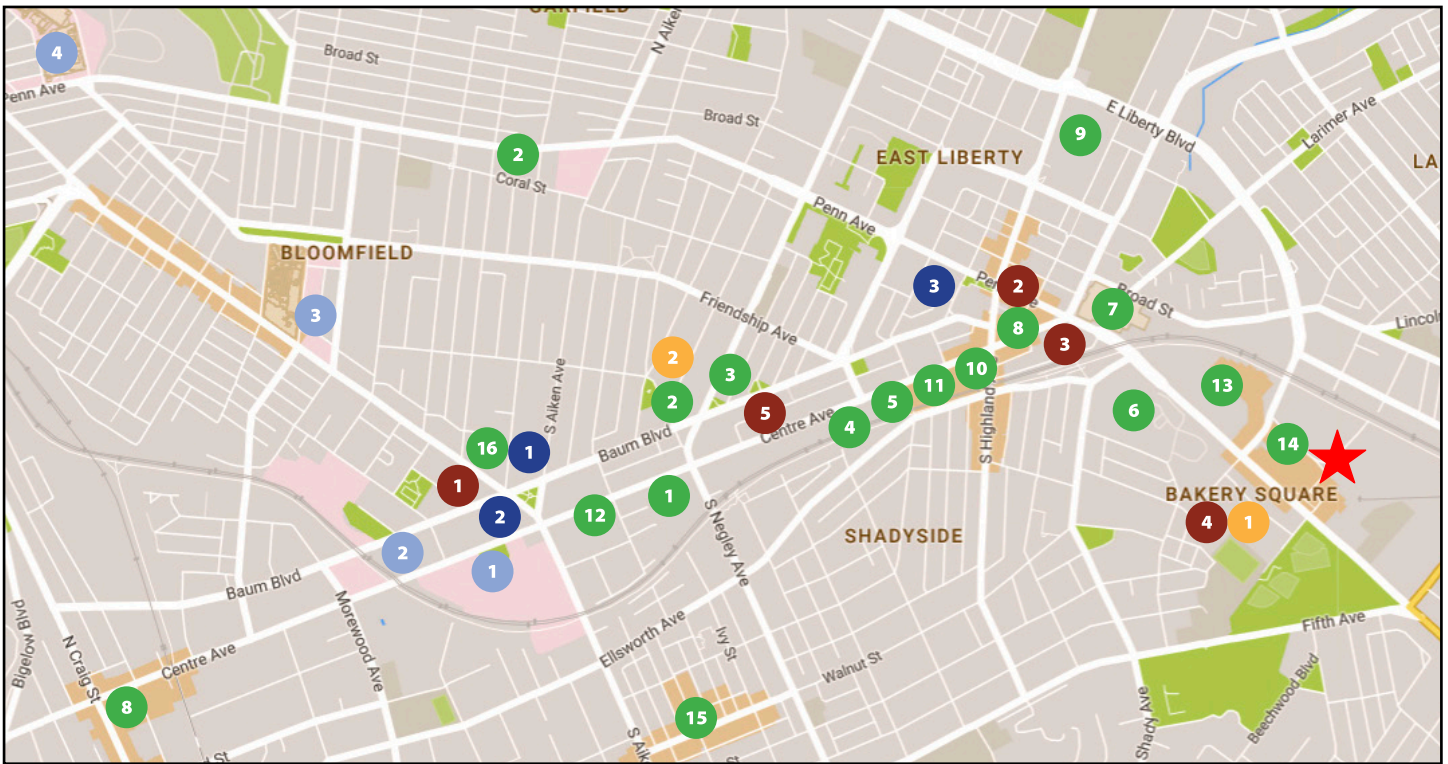 GARFIELD
4
Broad St
N Aiken
Penn Ave
E Liberty Blvd
Larimer Ave
Broad St
9
2
EAST LIBERTY
LA
Coral St
Penn Ave
BLOOMFIELD
3
2
Broad St
7
3
Friendship Ave
8
Lincoln
3
2
3
10
13
11
S Highland
2
5
6
5
Centre Ave
4
S Aiken Ave
Baum Blvd
16
1
14
1
BAKERY SQUARE
1
2
12
4
1
SHADYSIDE
S Negley Ave
2
1
Baum Blvd
Morewood Ave
Bigelow Blvd
Ellsworth Ave
Ivy St
Fifth Ave
N Craig St
Centre Ave
Walnut St
Beechwood Blvd
Shady Ave
8
15
S Aik
St
St